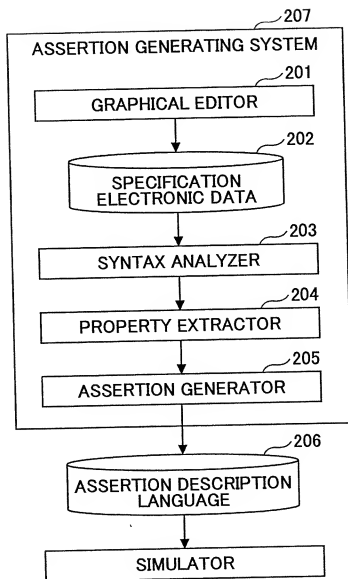 207
ASSERTION GENERATING SYSTEM
201
GRAPHICAL EDITOR
202
SPECIFICATION
ELECTRONIC DATA
203
SYNTAX ANALYZER
204
PROPERTY EXTRACTOR
205
ASSERTION GENERATOR
206
ASSERTION DESCRIPTION
LANGUAGE
SIMULATOR